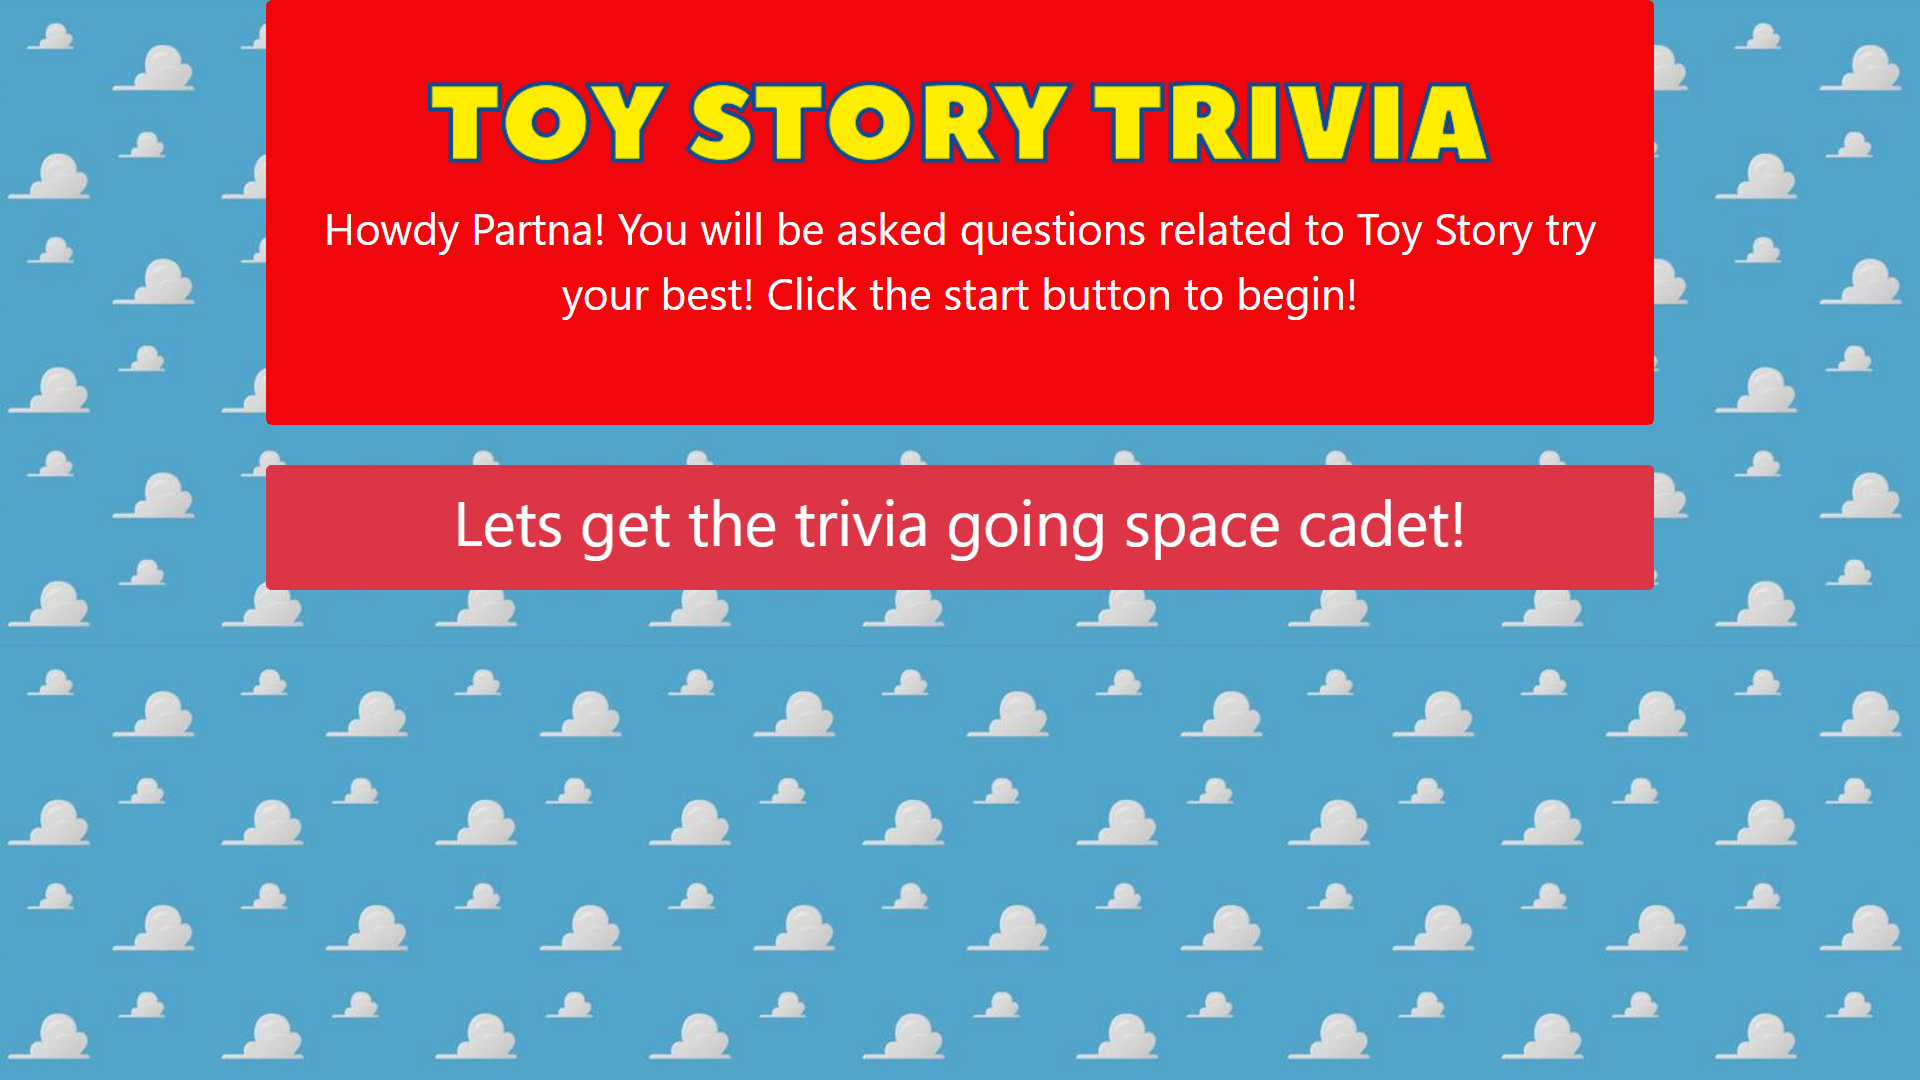 TOY STORY TRIVIA
Howdy Partna! You will be asked questions related to Toy Story try
your best! Click the start button to begin!
Lets get the trivia going space cadet!